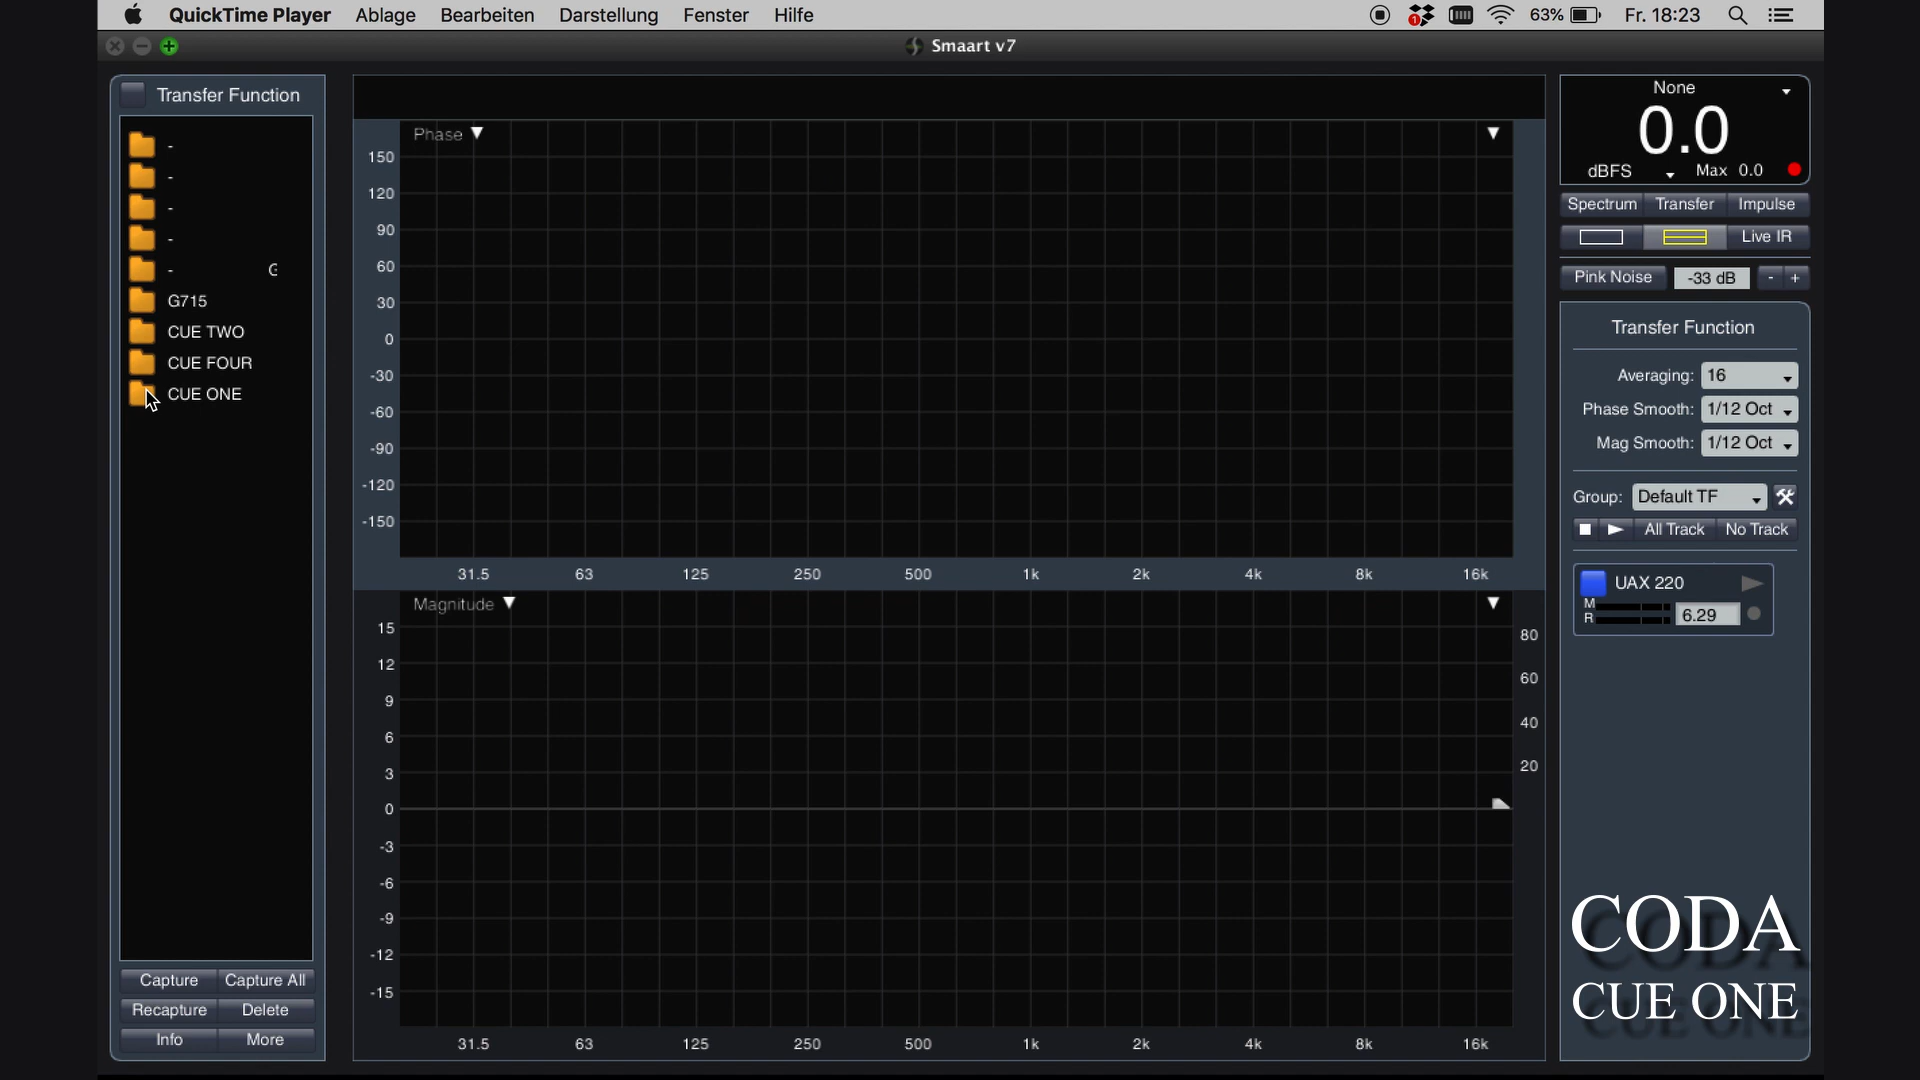 QuickTime Player Ablage Bearbeiten Darstellung Fenster Hilfe 1 63% Fr. 18:23
Smaart v7
Transfer Function
-
-
-
-
- G
G715
CUE TWO
CUE FOUR
CUE ONE
Capture Capture All
Recapture Delete
Info More
Phase
150
120
90
60
30
0
-30
-60
-90
-120
-150
31.5 63 125 250 500 1k 2k 4k 8k 16k
Magnitude
15
12
9
6
3
0
-3
-6
-9
-12
-15
80
60
40
20
31.5 63 125 250 500 1k 2k 4k 8k 16k
None
0.0
dBFS Max 0.0
Spectrum Transfer Impulse
Live IR
Pink Noise -33 dB - +
Transfer Function
Averaging: 16
Phase Smooth: 1/12 Oct
Mag Smooth: 1/12 Oct
Group: Default TF
All Track No Track
UAX 220
M
R 6.29
CODA
CUE ONE